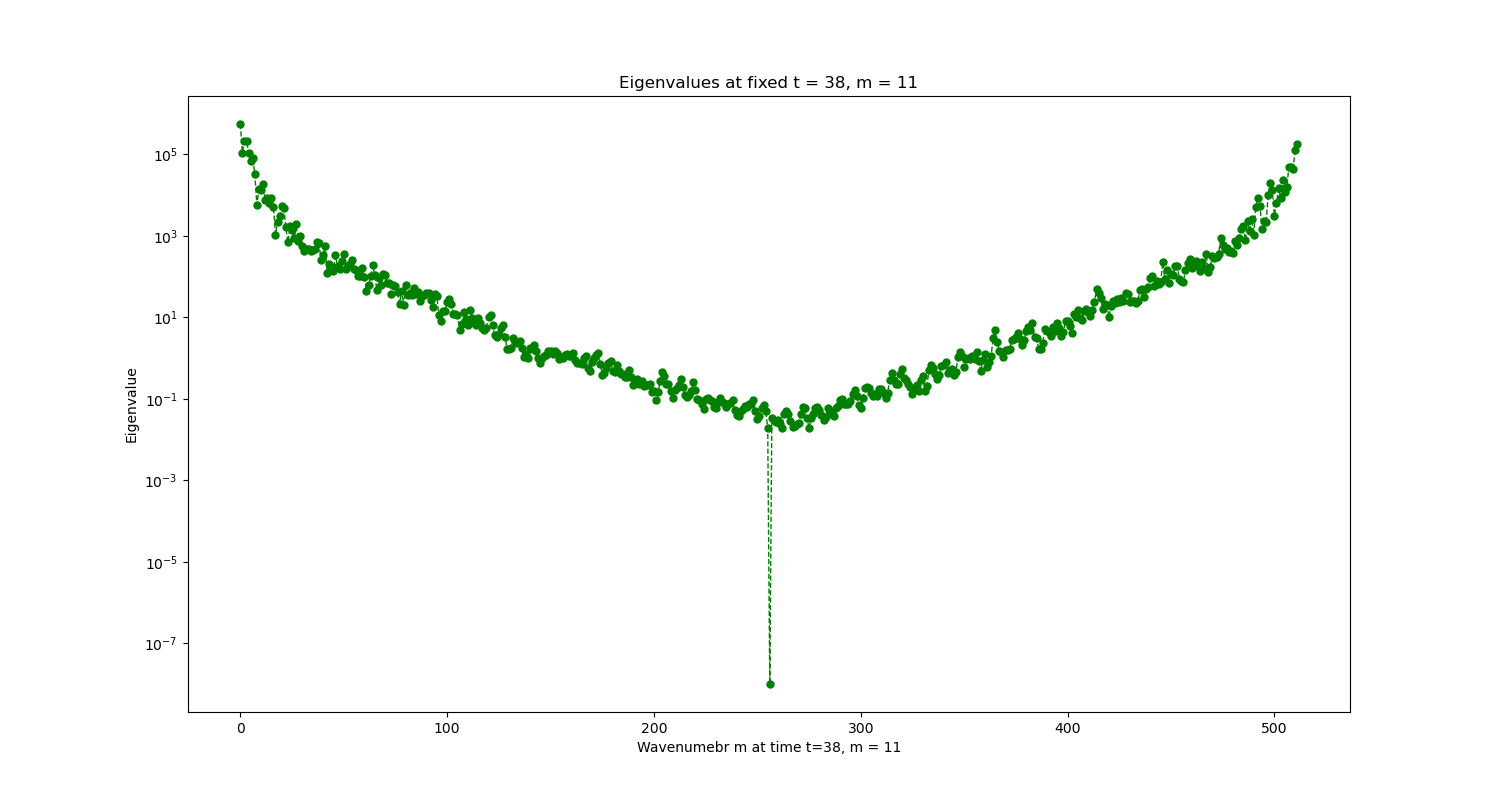 Eigenvalues at fixed t = 38, m = 11
10^5
10^3
10^1
10^-1
10^-3
10^-5
10^-7
Eigenvalue
0 100 200 300 400 500
Wavenumebr m at time t=38, m = 11